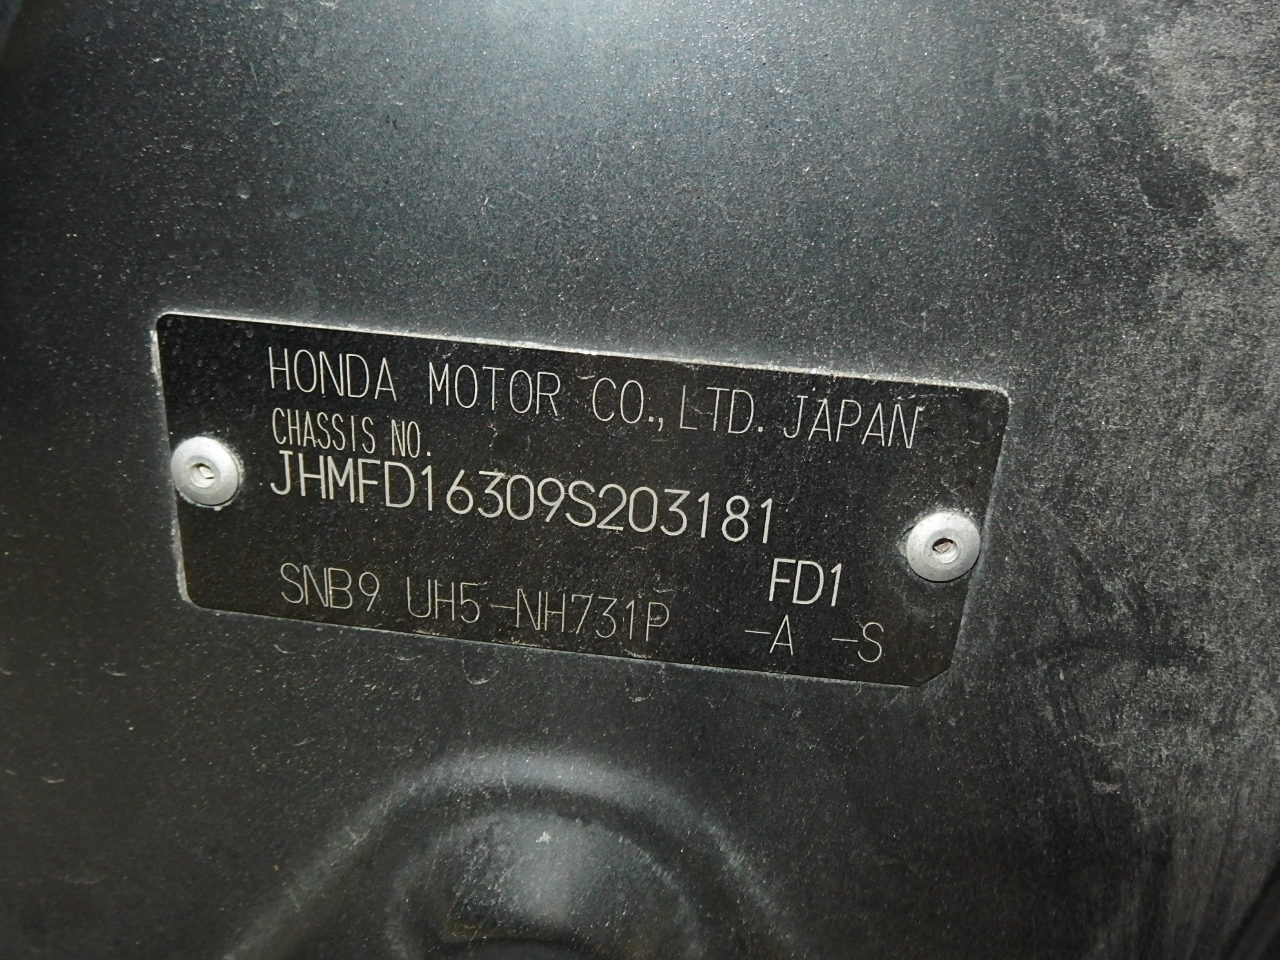 HONDA MOTOR CO., LTD. JAPAN
CHASSIS NO.
JHMFD16309S203181
FD1
SNB9 UH5-NH731P -A -S